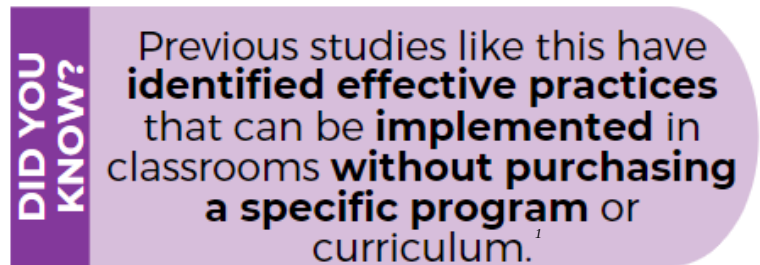 DID YOU
KNOW?
Previous studies like this have
identified effective practices
that can be implemented in
classrooms without purchasing
a specific program or
curriculum.¹